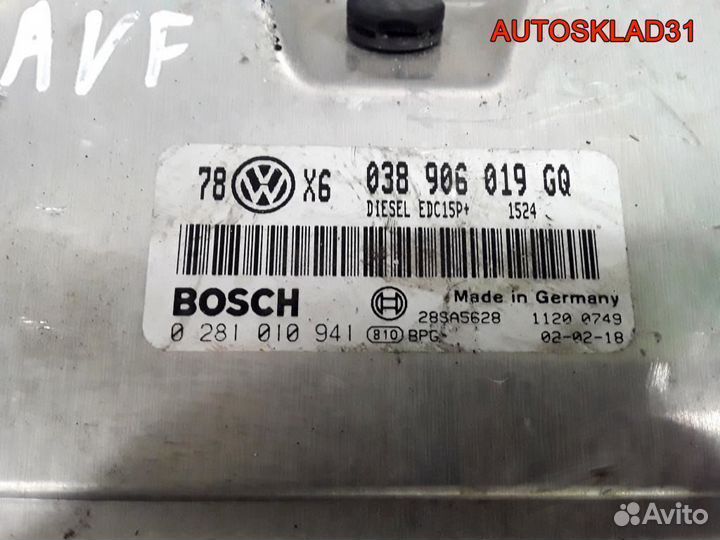 AUTOSKLAD31
AVF
78 VW X6 038 906 019 GQ
DIESEL EDC15P+ 1524
BOSCH
Made in Germany
28SA5628 1120 0749
0 281 010 941 810 BPG 02-02-18
Avito